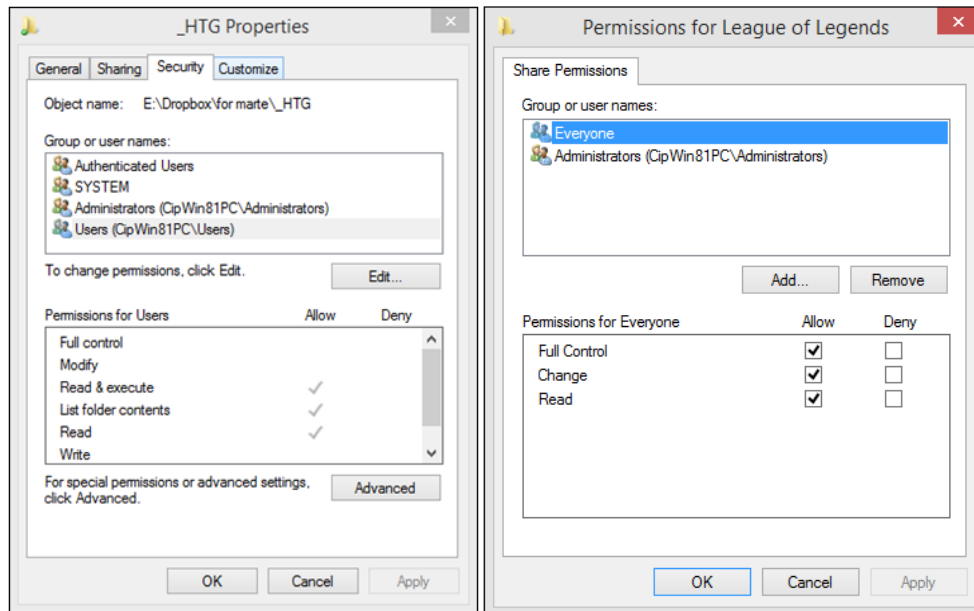 _HTG Properties
General Sharing Security Customize
Object name: E:\Dropbox\for marte\_HTG
Group or user names:
Authenticated Users
SYSTEM
Administrators (CipWin81PC\Administrators)
Users (CipWin81PC\Users)
To change permissions, click Edit.
Edit...
Permissions for Users Allow Deny
Full control
Modify
Read & execute
List folder contents
Read
Write
For special permissions or advanced settings,
click Advanced.
Advanced
OK Cancel Apply
Permissions for League of Legends
Share Permissions
Group or user names:
Everyone
Administrators (CipWin81PC\Administrators)
Add... Remove
Permissions for Everyone Allow Deny
Full Control
Change
Read
OK Cancel Apply